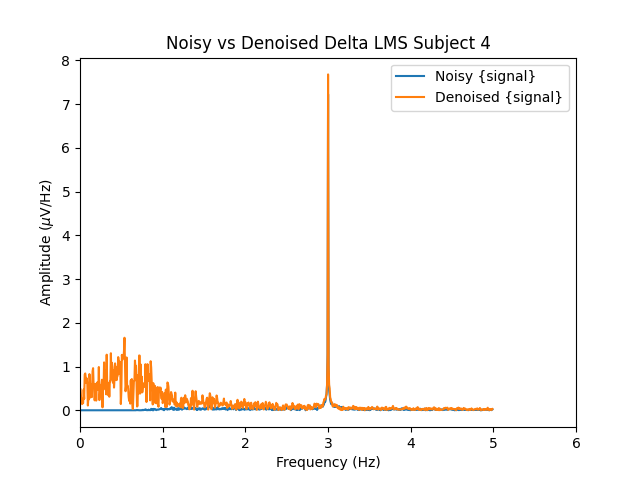 Noisy vs Denoised Delta LMS Subject 4
Noisy {signal}
Denoised {signal}
Amplitude (μV/Hz)
8
7
6
5
4
3
2
1
0
0 1 2 3 4 5 6
Frequency (Hz)